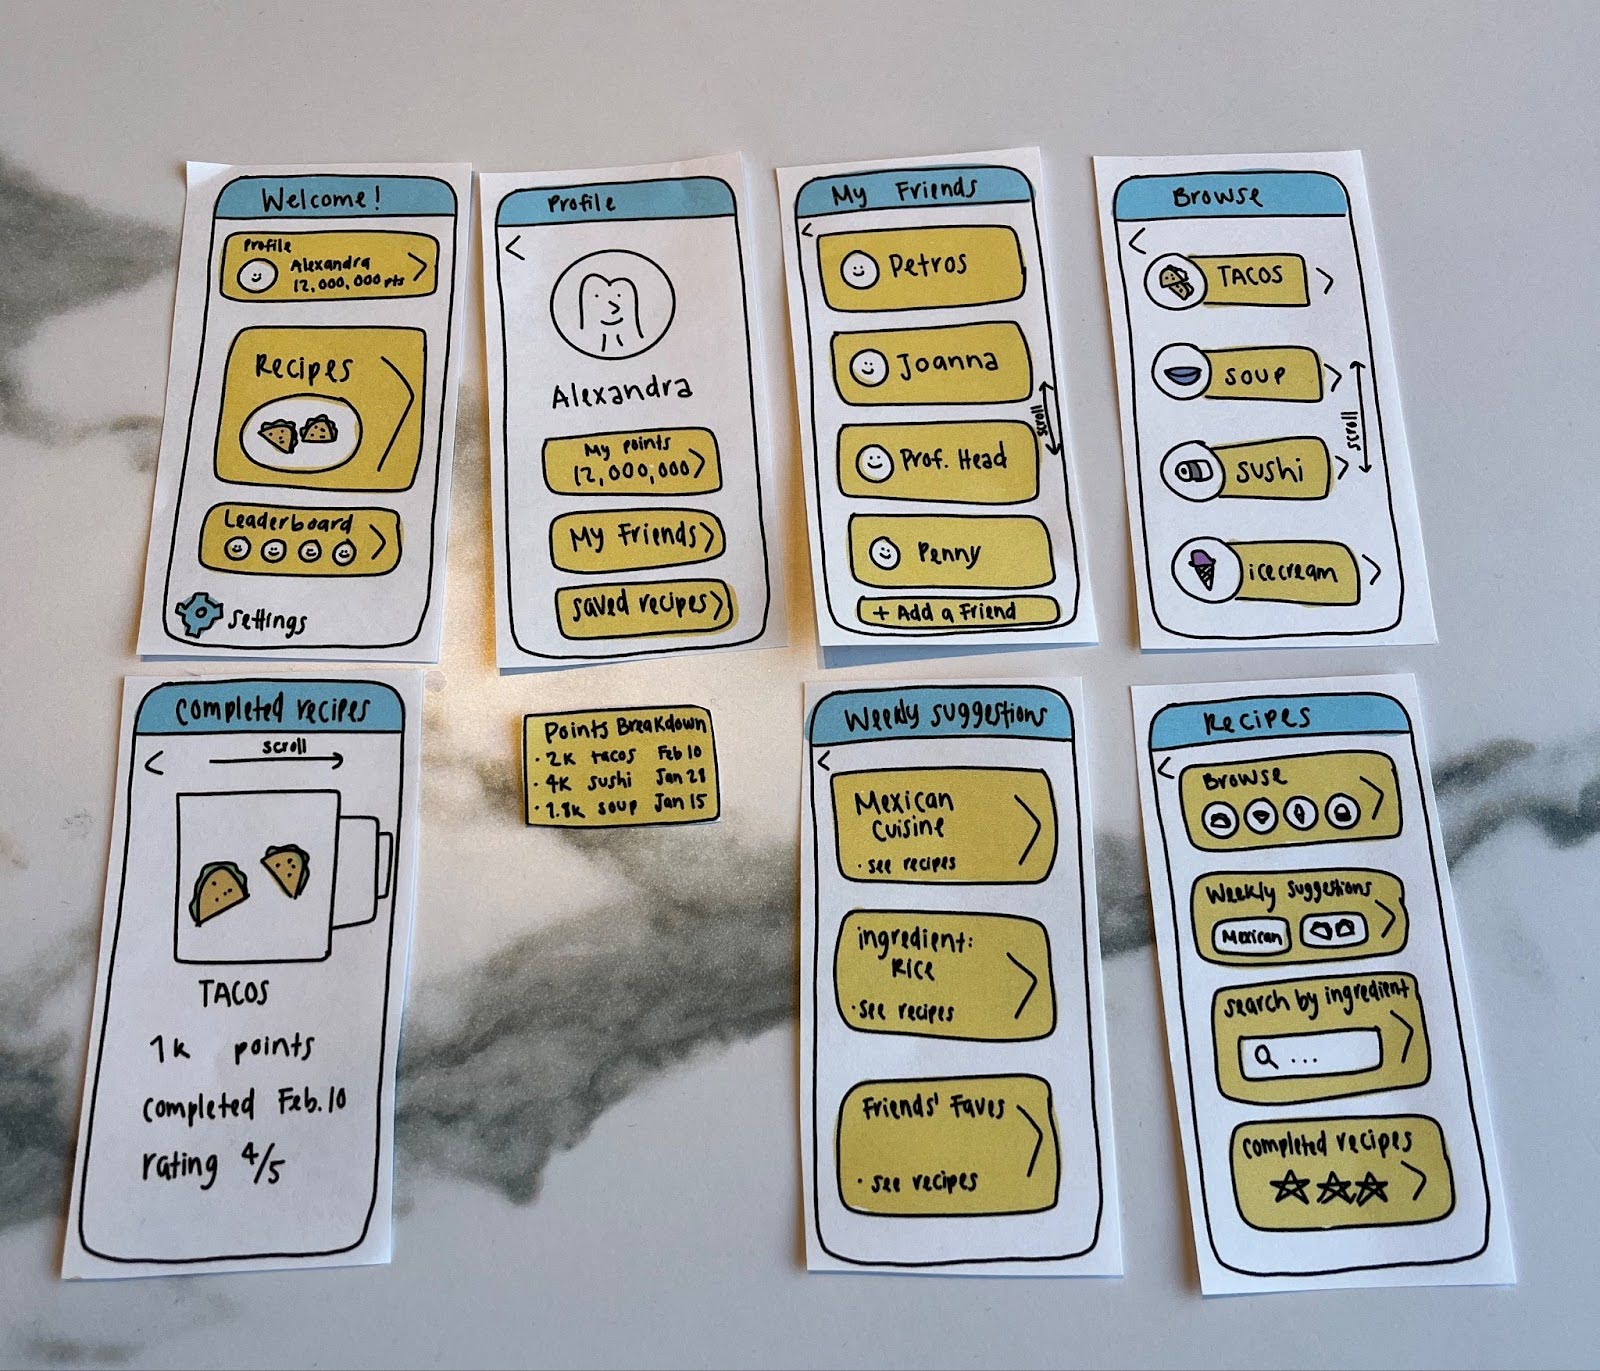 Welcome!
Profile
Alexandra
12,000,000 pts
Recipes
Leaderboard
settings
Profile
Alexandra
My points
12,000,000
My Friends
saved recipes
My Friends
Petros
Joanna
Prof. Head
Penny
+ Add a Friend
scroll
Browse
TACOS
soup
sushi
icecream
scroll
completed recipes
scroll
TACOS
1k points
completed Feb.10
rating 4/5
Points Breakdown
· 2k tacos Feb 10
· 4k sushi Jan 28
· 1.8k soup Jan 15
Weekly suggestions
Mexican
cuisine
· see recipes
ingredient:
Rice
· see recipes
Friends' Faves
· see recipes
Recipes
Browse
Weekly suggestions
Mexican
search by ingredient
...
completed recipes